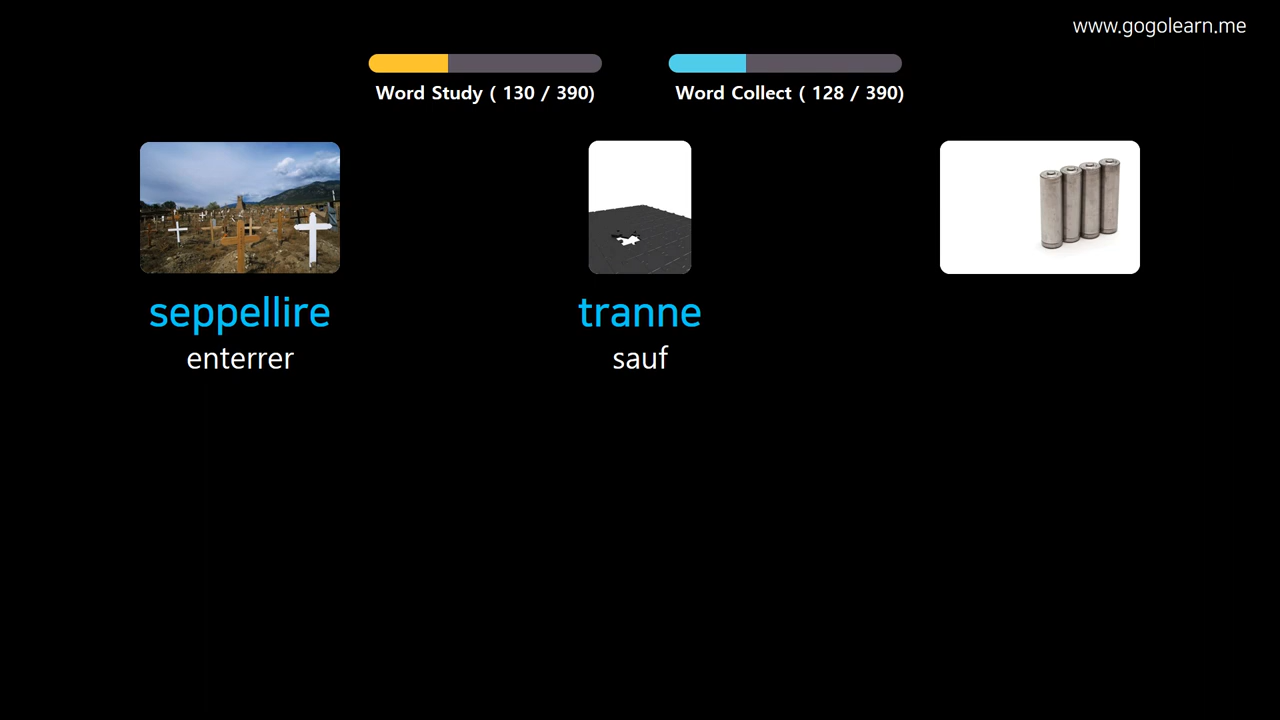 www.gogolearn.me
Word Study ( 130 / 390)
Word Collect ( 128 / 390)
seppellire
enterrer
tranne
sauf